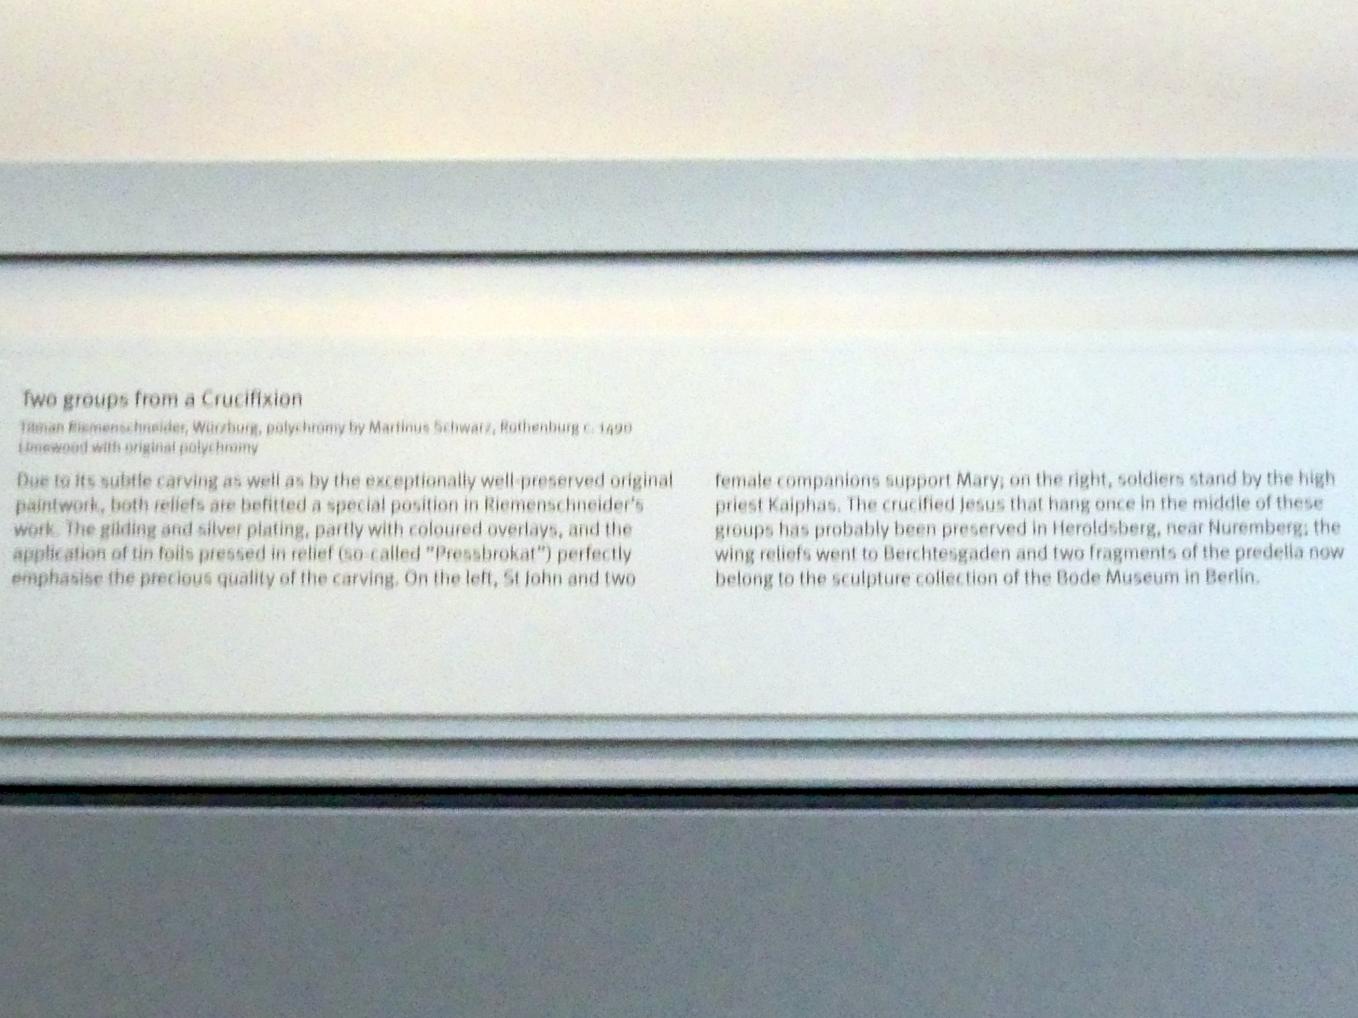 Two groups from a Crucifixion
Tilman Riemenschneider, Würzburg, polychromy by Martinus Schwarz, Rothenburg c. 1490
Limewood with original polychromy
Due to its subtle carving as well as by the exceptionally well-preserved original
paintwork, both reliefs are befitted a special position in Riemenschneider's
work. The gilding and silver plating, partly with coloured overlays, and the
application of tin foils pressed in relief (so-called "Pressbrokat") perfectly
emphasise the precious quality of the carving. On the left, St John and two
female companions support Mary; on the right, soldiers stand by the high
priest Kaiphas. The crucified Jesus that hang once in the middle of these
groups has probably been preserved in Heroldsberg, near Nuremberg; the
wing reliefs went to Berchtesgaden and two fragments of the predella now
belong to the sculpture collection of the Bode Museum in Berlin.